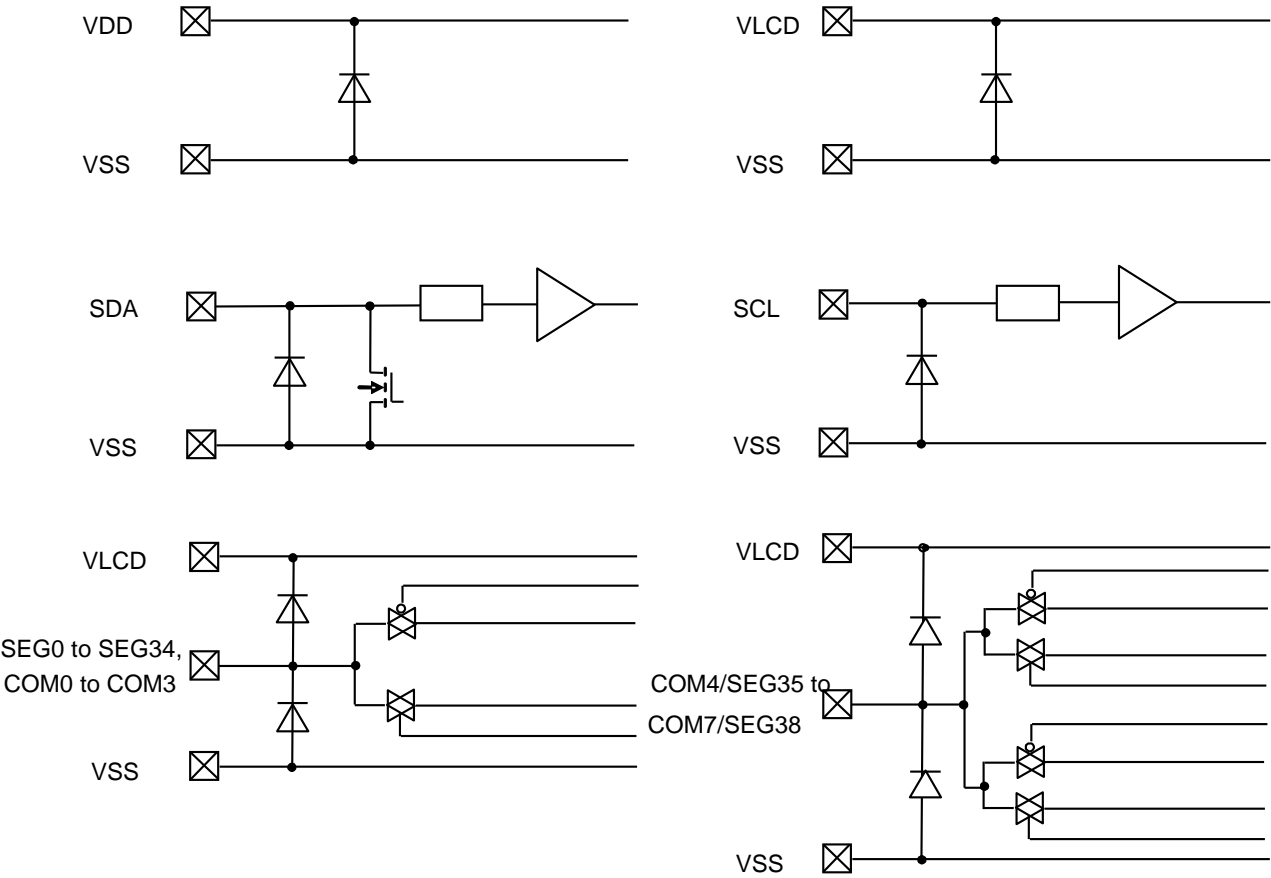 VDD
VSS
VLCD
VSS
SDA
VSS
SCL
VSS
VLCD
SEG0 to SEG34,
COM0 to COM3
VSS
VLCD
COM4/SEG35 to
COM7/SEG38
VSS